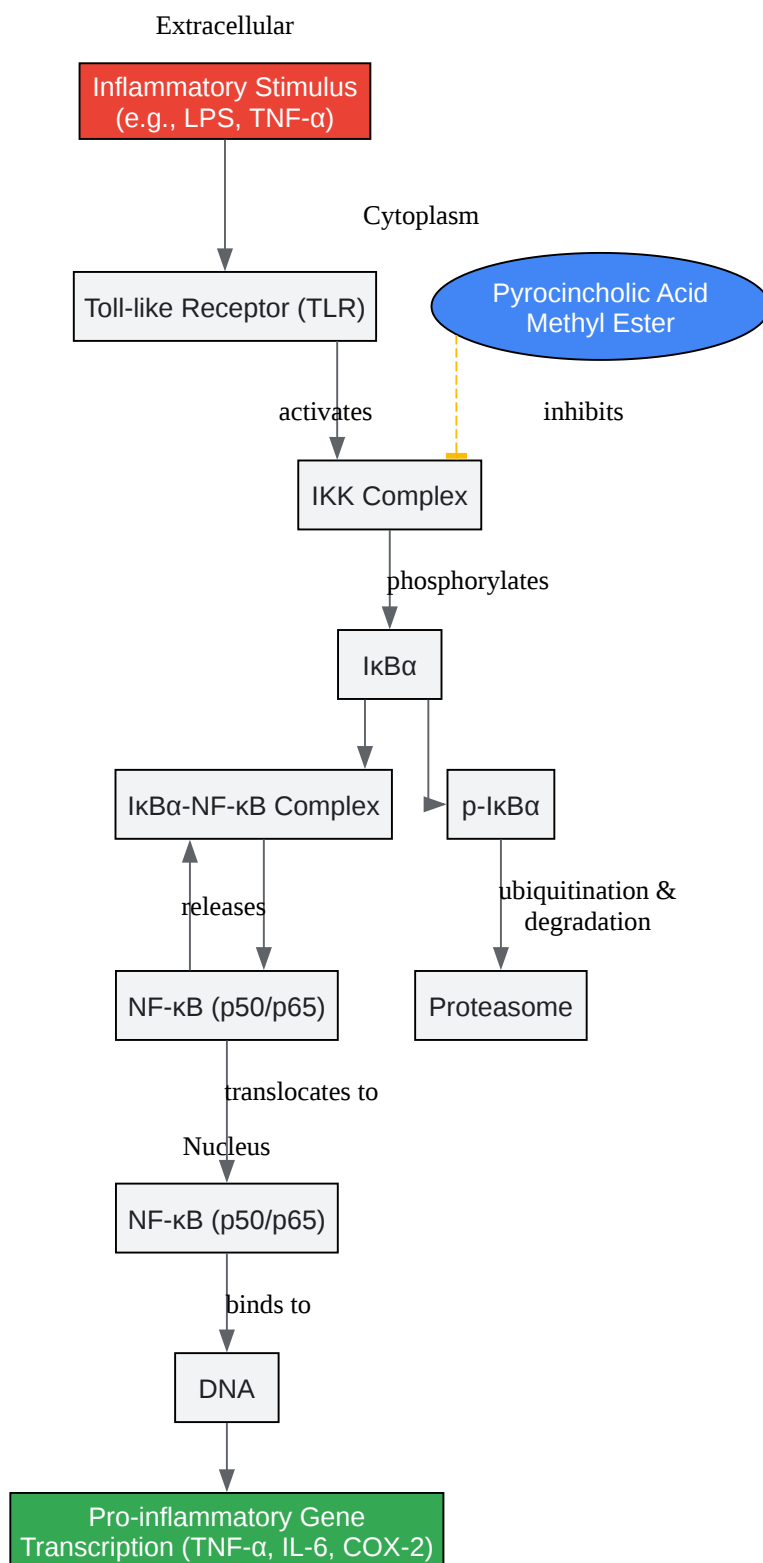 Extracellular
Inflammatory Stimulus
(e.g., LPS, TNF-α)
Cytoplasm
Toll-like Receptor (TLR)
Pyrocincholic Acid
Methyl Ester
activates
inhibits
IKK Complex
phosphorylates
IκBα
IκBα-NF-κB Complex
p-IκBα
releases
ubiquitination &
degradation
NF-κB (p50/p65)
Proteasome
translocates to
Nucleus
NF-κB (p50/p65)
binds to
DNA
Pro-inflammatory Gene
Transcription (TNF-α, IL-6, COX-2)